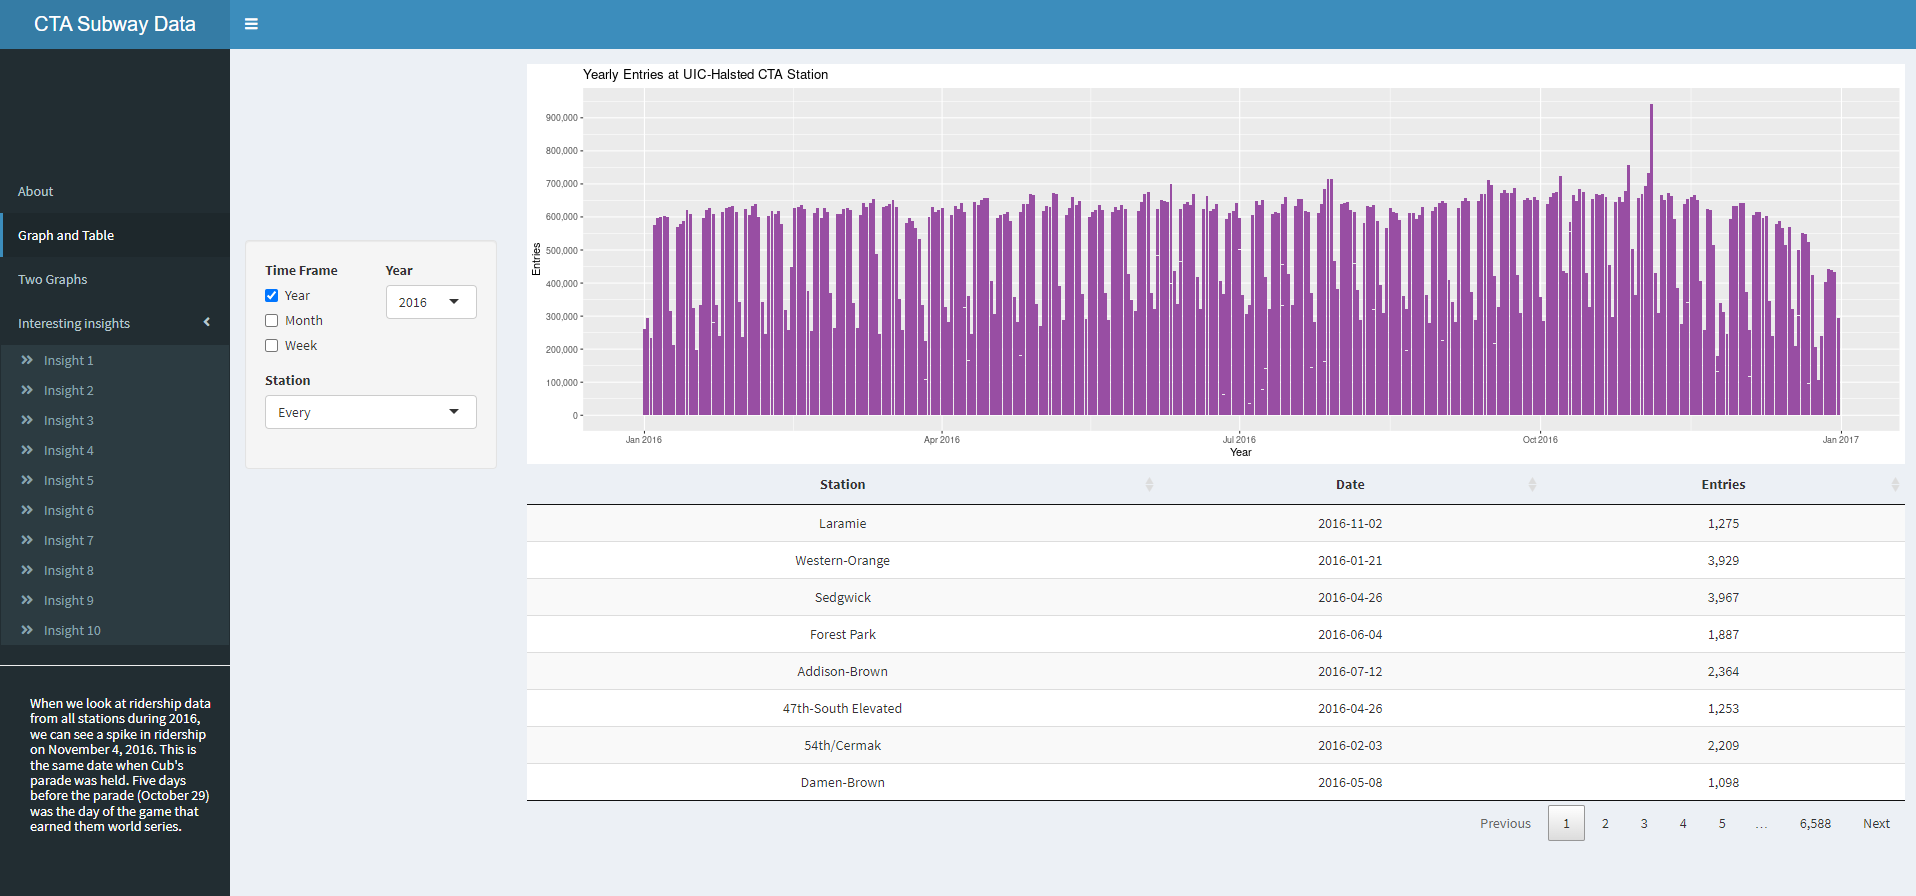 CTA Subway Data
About
Graph and Table
Two Graphs
Interesting insights
Insight 1
Insight 2
Insight 3
Insight 4
Insight 5
Insight 6
Insight 7
Insight 8
Insight 9
Insight 10
When we look at ridership data
from all stations during 2016,
we can see a spike in ridership
on November 4, 2016. This is
the same date when Cub's
parade was held. Five days
before the parade (October 29)
was the day of the game that
earned them world series.
Time Frame
Year
Month
Week
Year
2016
Station
Every
Yearly Entries at UIC-Halsted CTA Station
Entries
900,000
800,000
700,000
600,000
500,000
400,000
300,000
200,000
100,000
0
Jan 2016 Apr 2016 Jul 2016 Oct 2016 Jan 2017
Year
Station Date Entries
Laramie 2016-11-02 1,275
Western-Orange 2016-01-21 3,929
Sedgwick 2016-04-26 3,967
Forest Park 2016-06-04 1,887
Addison-Brown 2016-07-12 2,364
47th-South Elevated 2016-04-26 1,253
54th/Cermak 2016-02-03 2,209
Damen-Brown 2016-05-08 1,098
Previous 1 2 3 4 5 … 6,588 Next